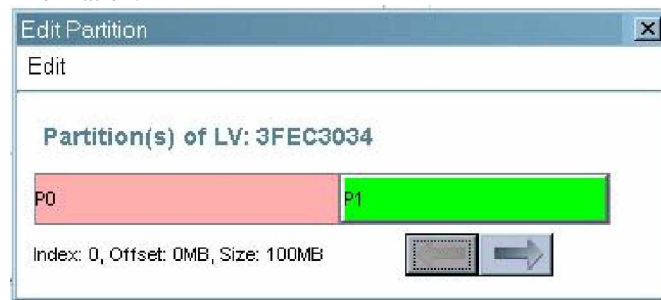 Edit Partition
Edit
Partition(s) of LV: 3FEC3034
P0 P1
Index: 0, Offset: 0MB, Size: 100MB